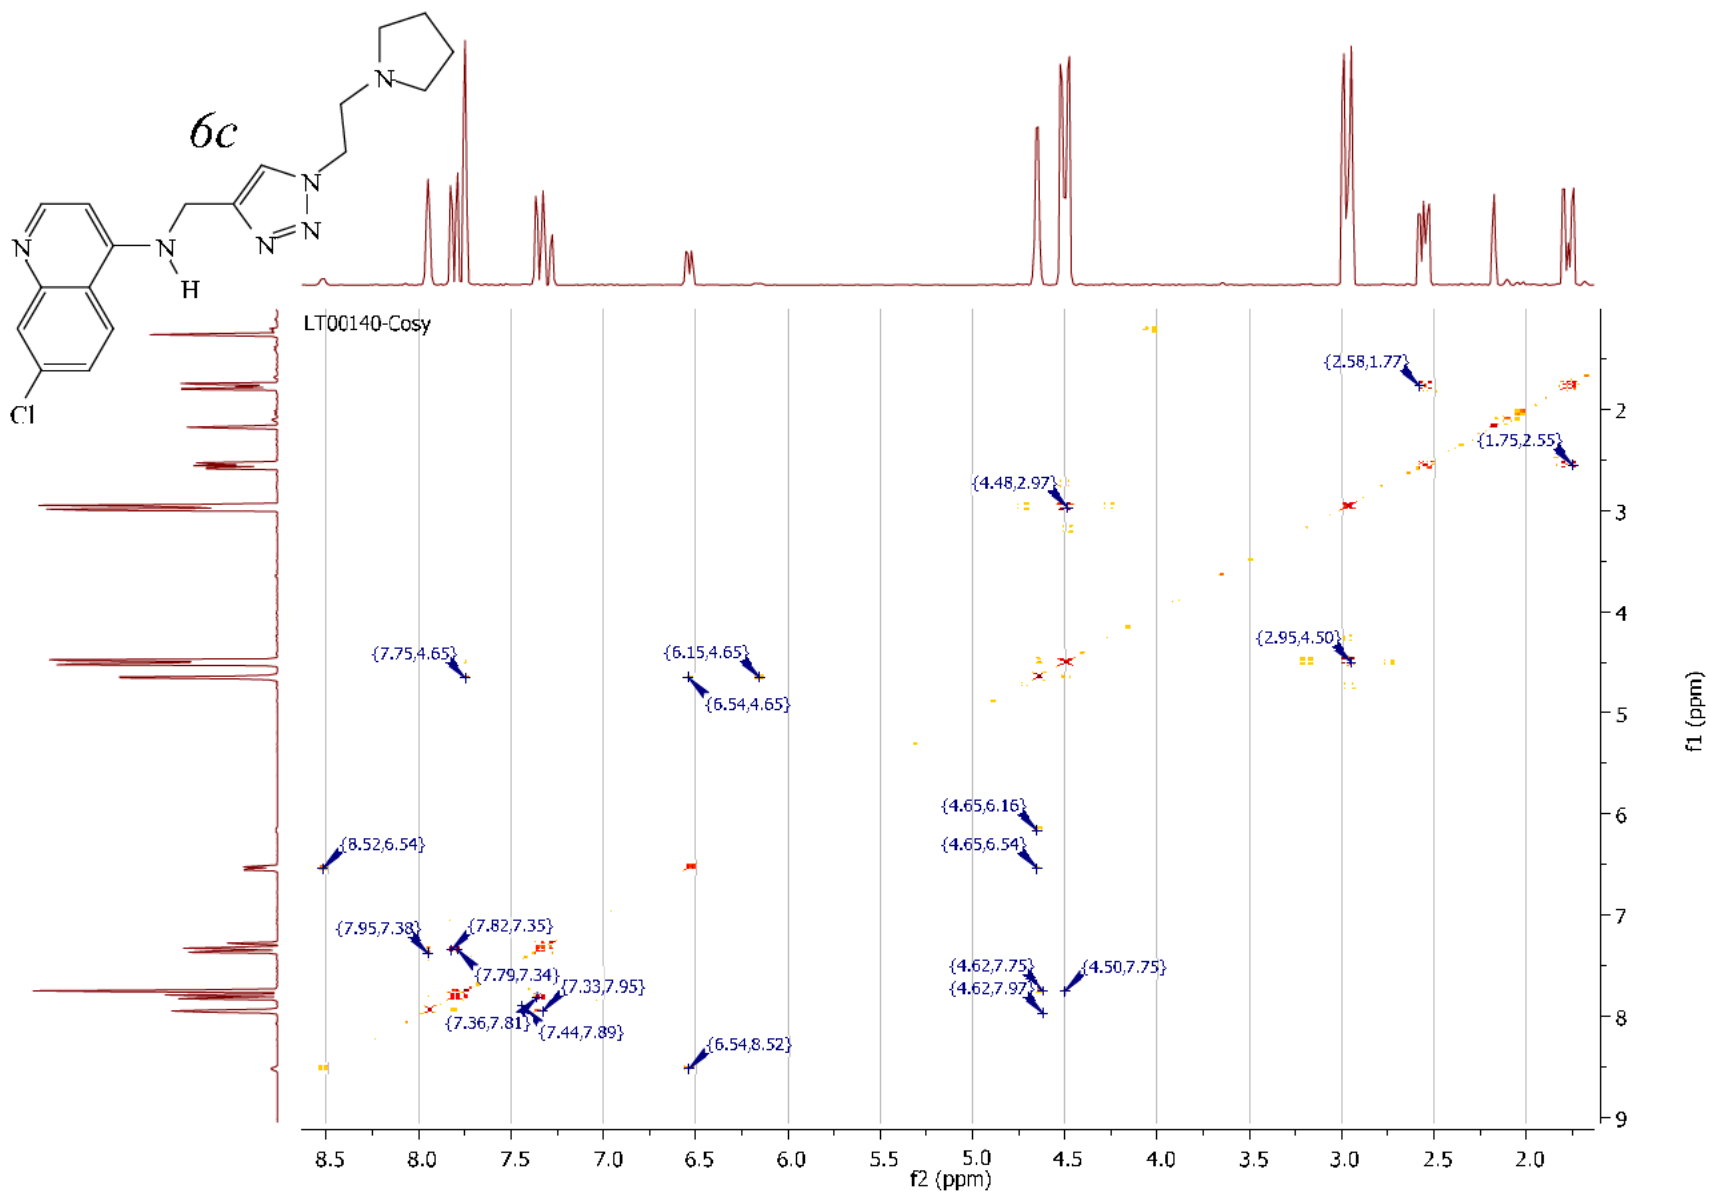 6c
N
N
N
N
N
N
H
Cl
LT00140-Cosy
{2.58,1.77}
{1.75,2.55}
{4.48,2.97}
{2.95,4.50}
{7.75,4.65}
{6.15,4.65}
{6.54,4.65}
{4.65,6.16}
{4.65,6.54}
{8.52,6.54}
{7.95,7.38}
{7.82,7.35}
{7.79,7.34}
{7.33,7.95}
{7.36,7.81}
{7.44,7.89}
{4.62,7.75}
{4.50,7.75}
{4.62,7.97}
{6.54,8.52}
2
3
4
5
6
7
8
9
f1 (ppm)
8.5 8.0 7.5 7.0 6.5 6.0 5.5 5.0 4.5 4.0 3.5 3.0 2.5 2.0
f2 (ppm)